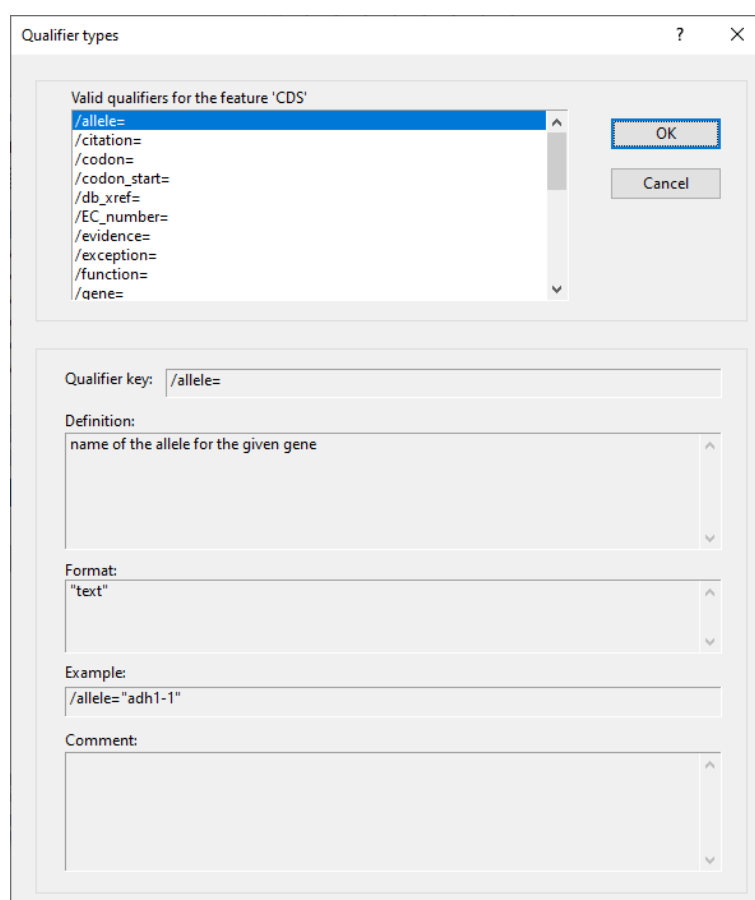 Qualifier types
?
Valid qualifiers for the feature 'CDS'
/allele=
/citation=
/codon=
/codon_start=
/db_xref=
/EC_number=
/evidence=
/exception=
/function=
/gene=
OK
Cancel
Qualifier key: /allele=
Definition:
name of the allele for the given gene
Format:
"text"
Example:
/allele="adh1-1"
Comment: